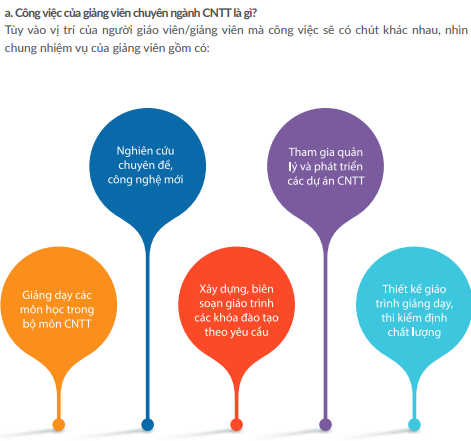 a. Công việc của giảng viên chuyên ngành CNTT là gì?
Tùy vào vị trí của người giáo viên/giảng viên mà công việc sẽ có chút khác nhau, nhìn
chung nhiệm vụ của giảng viên gồm có:
Giảng dạy các
môn học trong
bộ môn CNTT
Nghiên cứu
chuyên đề,
công nghệ mới
Xây dựng, biên
soạn giáo trình
các khóa đào tạo
theo yêu cầu
Tham gia quản
lý và phát triển
các dự án CNTT
Thiết kế giáo
trình giảng dạy,
thi kiểm định
chất lượng